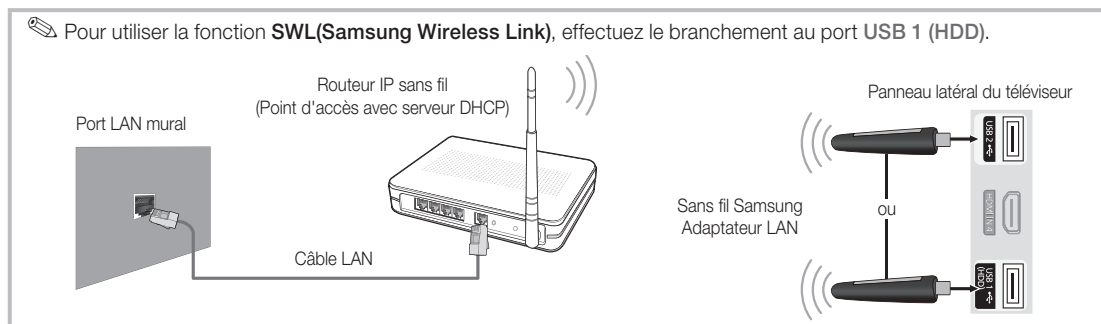 Pour utiliser la fonction SWL(Samsung Wireless Link), effectuez le branchement au port USB 1 (HDD).
Routeur IP sans fil
(Point d'accès avec serveur DHCP)
Port LAN mural
Câble LAN
Panneau latéral du téléviseur
USB 2
Sans fil Samsung
Adaptateur LAN
ou
HDMI IN 4
USB 1
(HDD)